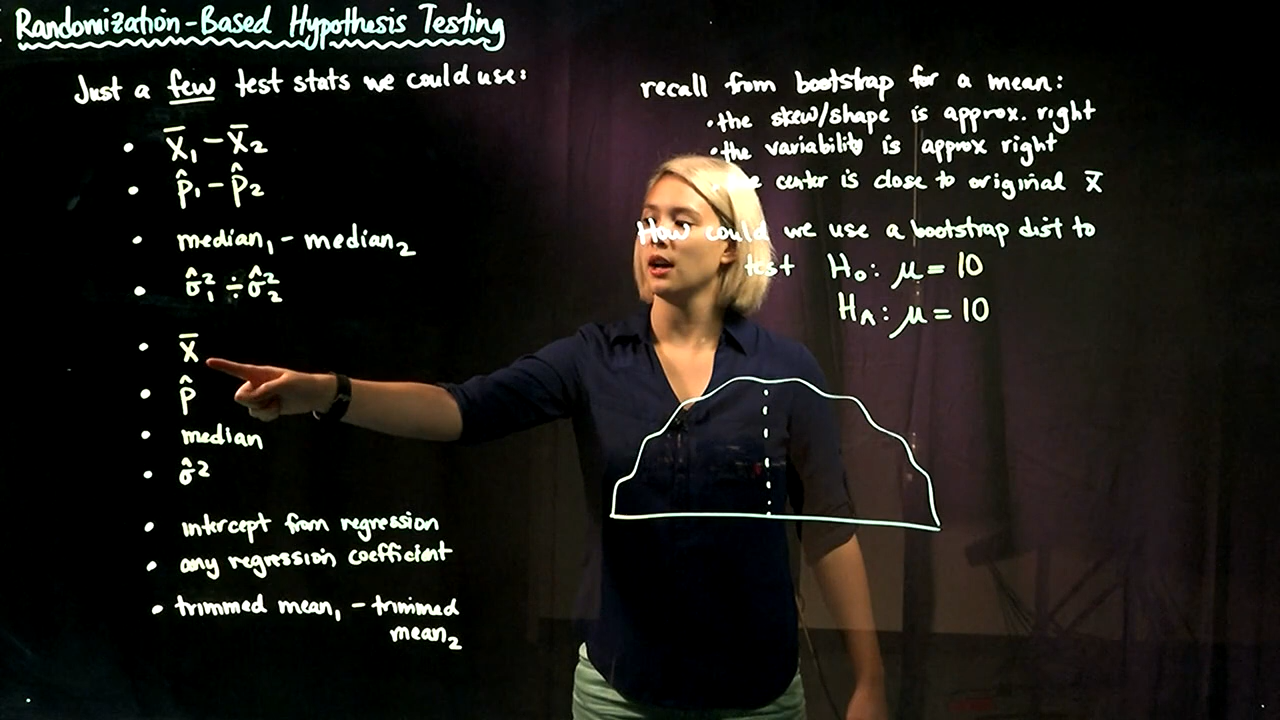 Randomization-Based Hypothesis Testing
Just a few test stats we could use:
• x̄₁ - x̄₂
• p̂₁ - p̂₂
• median₁ - median₂
• σ̂²₁ ÷ σ̂²₂
• x̄
• p̂
• median
• σ̂²
• intercept from regression
• any regression coefficient
• trimmed mean₁ - trimmed
mean₂
recall from bootstrap for a mean:
• the skew/shape is approx. right
• the variability is approx right
• the center is close to original x̄
How could we use a bootstrap dist to
test H₀: μ = 10
H_A: μ = 10